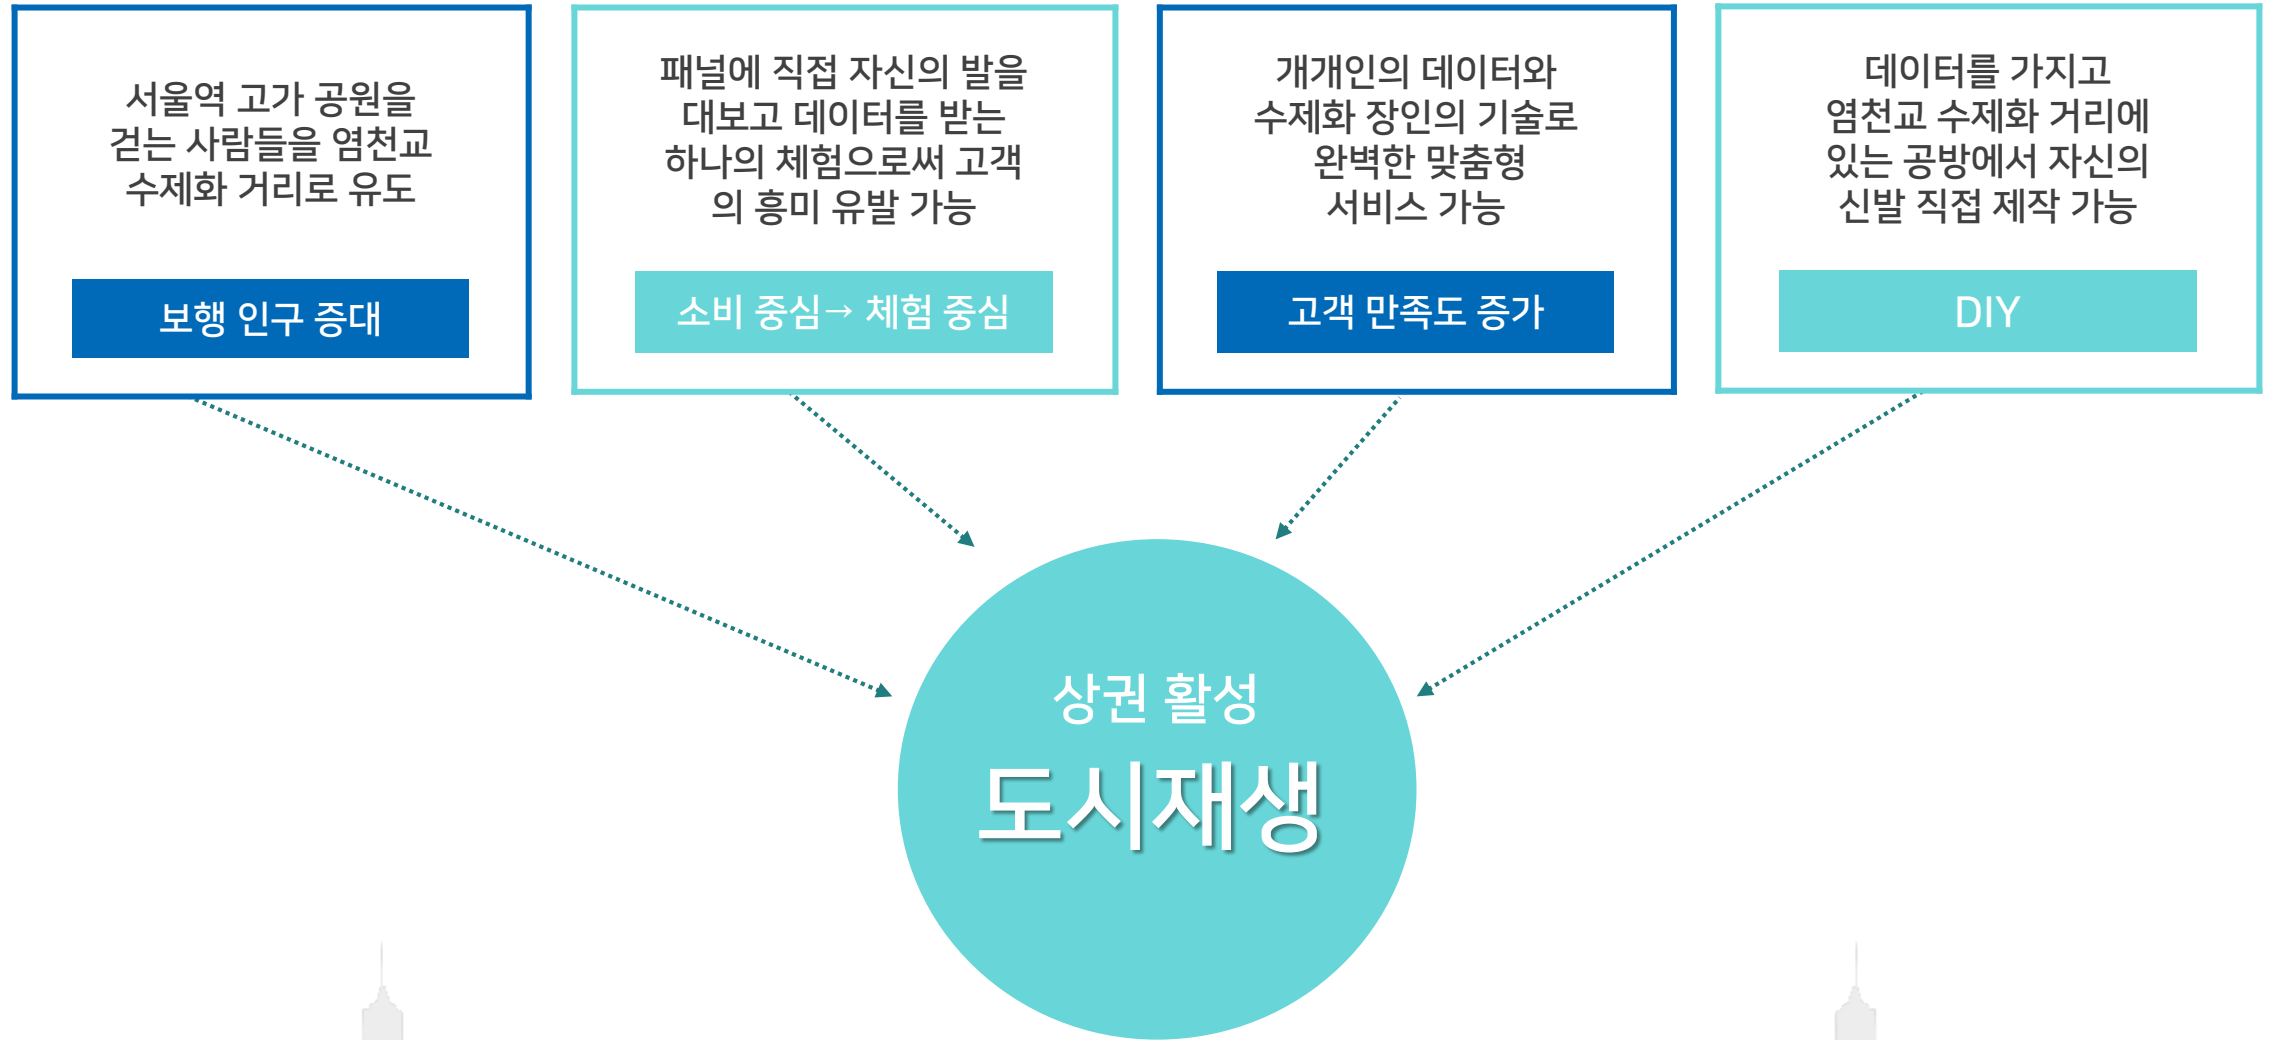 서울역 고가 공원을
걷는 사람들을 염천교
수제화 거리로 유도
보행 인구 증대
패널에 직접 자신의 발을
대보고 데이터를 받는
하나의 체험으로써 고객
의 흥미 유발 가능
소비 중심→ 체험 중심
개개인의 데이터와
수제화 장인의 기술로
완벽한 맞춤형
서비스 가능
고객 만족도 증가
데이터를 가지고
염천교 수제화 거리에
있는 공방에서 자신의
신발 직접 제작 가능
DIY
상권 활성
도시재생